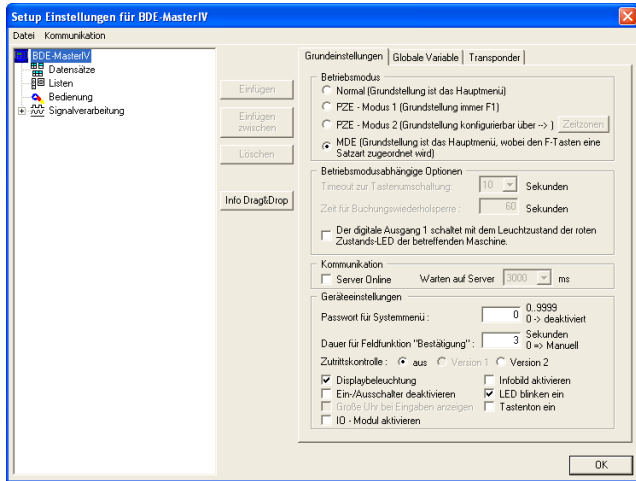 Setup Einstellungen für BDE-MasterIV
Datei Kommunikation
BDE-MasterIV
Datensätze
Listen
Bedienung
Signalverarbeitung
Einfügen
Einfügen
zwischen
Löschen
Info Drag&Drop
Grundeinstellungen Globale Variable Transponder
Betriebsmodus
Normal (Grundstellung ist das Hauptmenü)
PZE - Modus 1 (Grundstellung immer F1)
PZE - Modus 2 (Grundstellung konfigurierbar über --> ) Zeitzonen
MDE (Grundstellung ist das Hauptmenü, wobei den F-Tasten eine
Satzart zugeordnet wird)
Betriebsmodusabhängige Optionen
Timeout zur Tastenumschaltung: 10 Sekunden
Zeit für Buchungswiederholsperre : 60 Sekunden
Der digitale Ausgang 1 schaltet mit dem Leuchtzustand der roten
Zustands-LED der betreffenden Maschine.
Kommunikation
Server Online Warten auf Server 3000 ms
Geräteeinstellungen
Passwort für Systemmenü : 0 0..9999
0 -> deaktiviert
Dauer für Feldfunktion "Bestätigung" : 3 Sekunden
0 => Manuell
Zutrittskontrolle : aus Version 1 Version 2
Displaybeleuchtung Infobild aktivieren
Ein-/Ausschalter deaktivieren LED blinken ein
Große Uhr bei Eingaben anzeigen Tastenton ein
IO - Modul aktivieren
OK